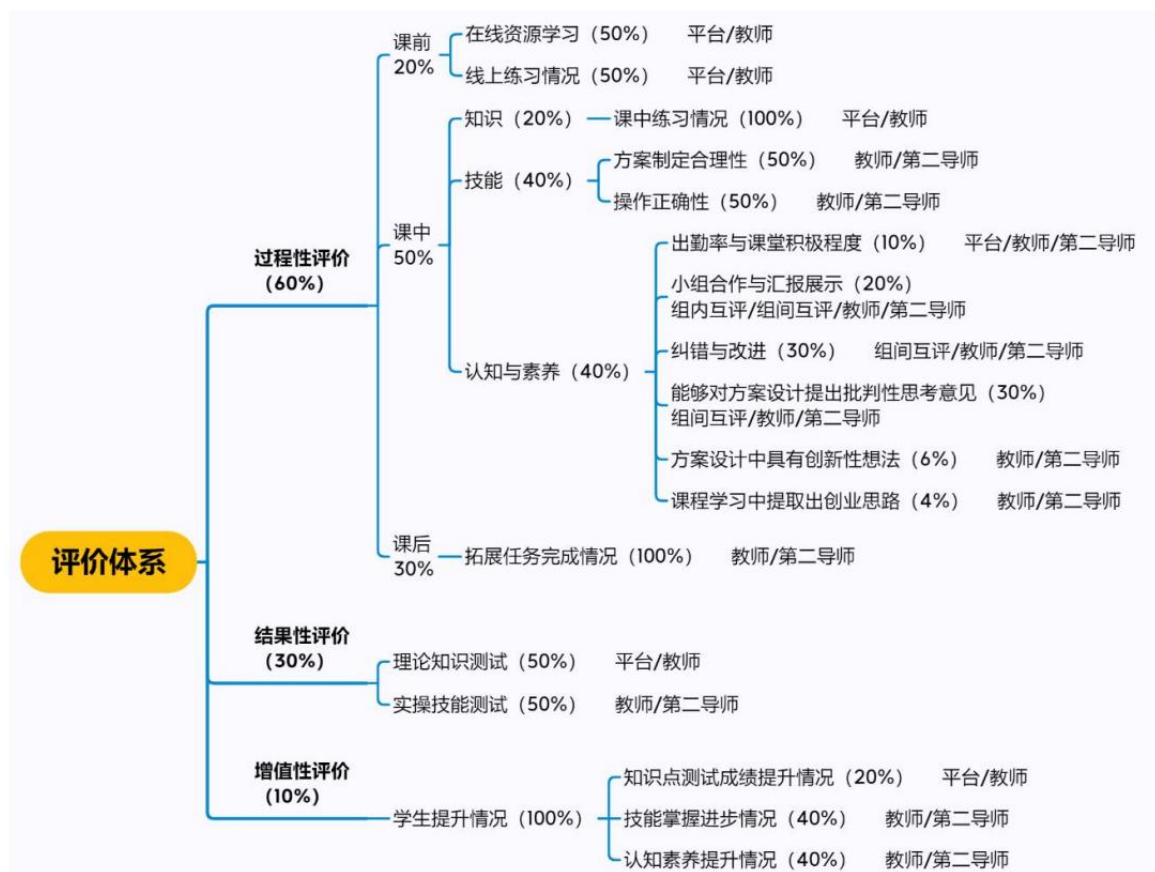 课前
20%
在线资源学习（50%） 平台/教师
线上练习情况（50%） 平台/教师
知识（20%） 课中练习情况（100%） 平台/教师
技能（40%）
方案制定合理性（50%） 教师/第二导师
操作正确性（50%） 教师/第二导师
课中
50%
过程性评价
（60%）
出勤率与课堂积极程度（10%） 平台/教师/第二导师
小组合作与汇报展示（20%）
组内互评/组间互评/教师/第二导师
纠错与改进（30%） 组间互评/教师/第二导师
认知与素养（40%）
能够对方案设计提出批判性思考意见（30%）
组间互评/教师/第二导师
方案设计中具有创新性想法（6%） 教师/第二导师
课程学习中提取出创业思路（4%） 教师/第二导师
课后
30%
拓展任务完成情况（100%） 教师/第二导师
评价体系
结果性评价
（30%）
理论知识测试（50%） 平台/教师
实操技能测试（50%） 教师/第二导师
增值性评价
（10%）
学生提升情况（100%）
知识点测试成绩提升情况（20%） 平台/教师
技能掌握进步情况（40%） 教师/第二导师
认知素养提升情况（40%） 教师/第二导师